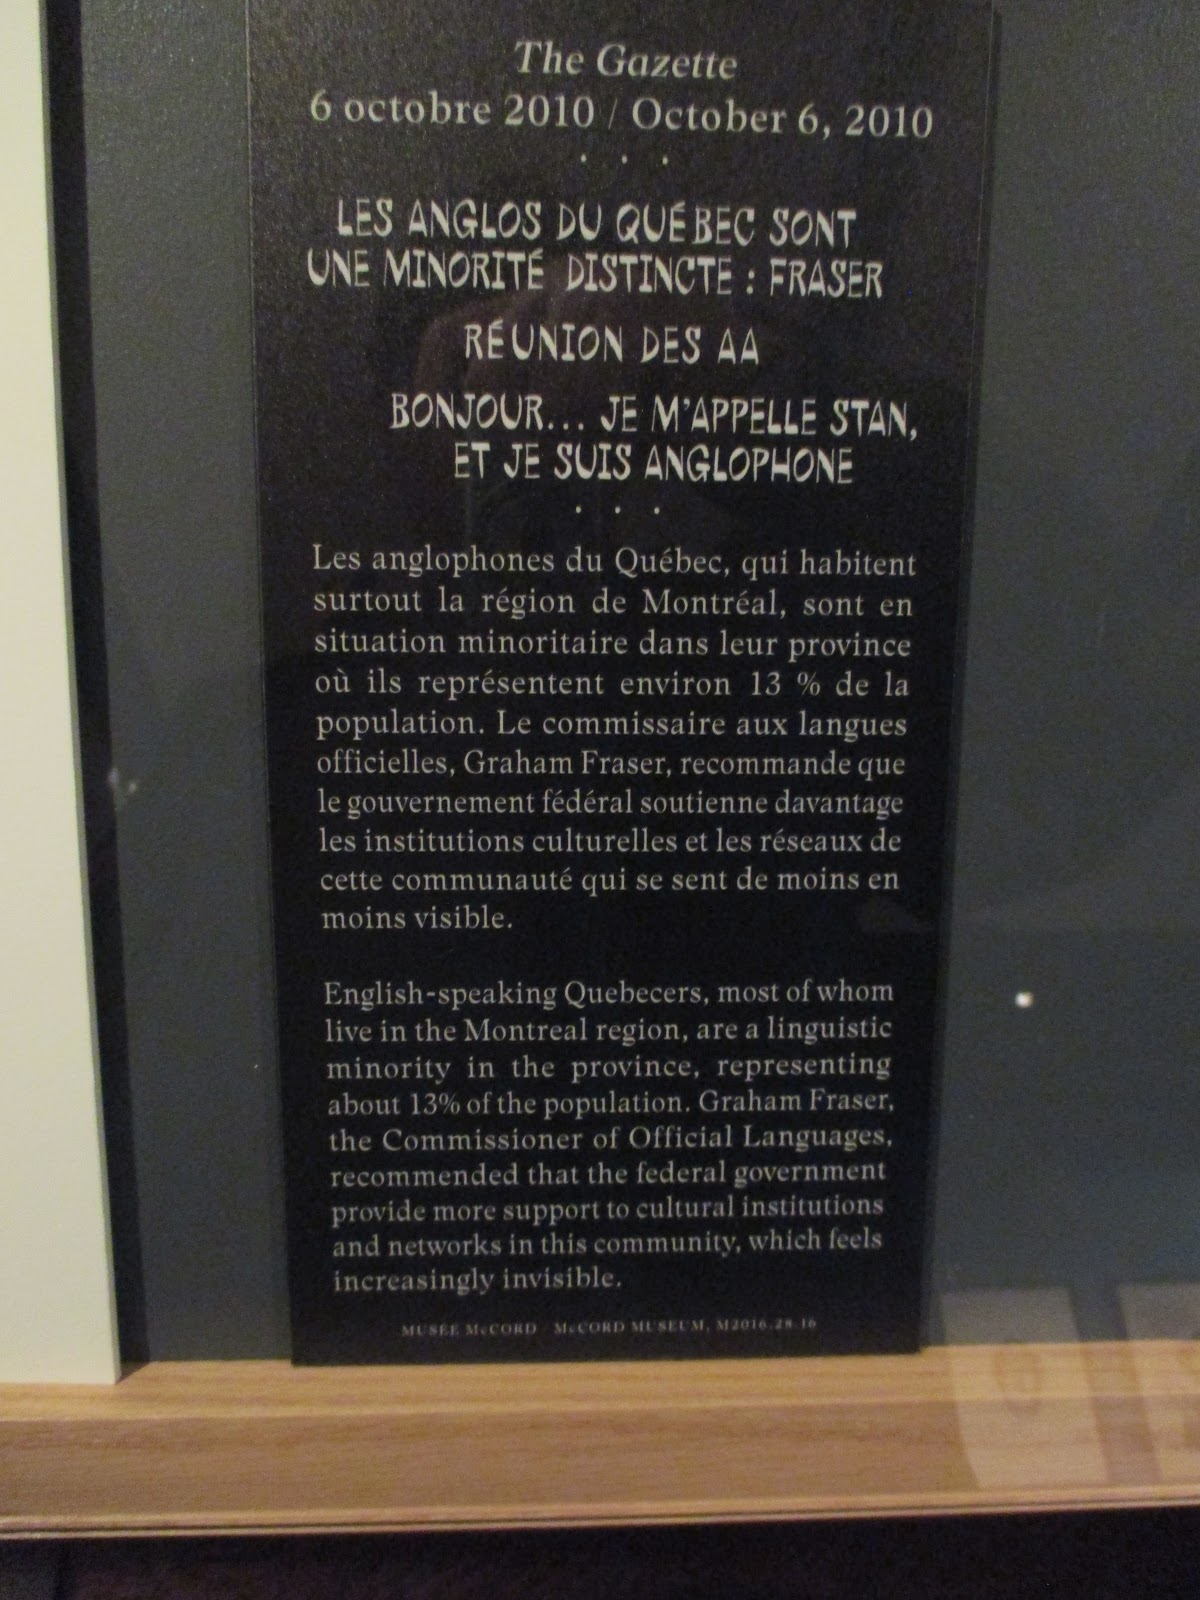 The Gazette
6 octobre 2010 / October 6, 2010
. . .
LES ANGLOS DU QUÉBEC SONT
UNE MINORITÉ DISTINCTE : FRASER
RÉUNION DES AA
BONJOUR... JE M'APPELLE STAN,
ET JE SUIS ANGLOPHONE
. . .
Les anglophones du Québec, qui habitent
surtout la région de Montréal, sont en
situation minoritaire dans leur province
où ils représentent environ 13 % de la
population. Le commissaire aux langues
officielles, Graham Fraser, recommande que
le gouvernement fédéral soutienne davantage
les institutions culturelles et les réseaux de
cette communauté qui se sent de moins en
moins visible.
English-speaking Quebecers, most of whom
live in the Montreal region, are a linguistic
minority in the province, representing
about 13% of the population. Graham Fraser,
the Commissioner of Official Languages,
recommended that the federal government
provide more support to cultural institutions
and networks in this community, which feels
increasingly invisible.
MUSÉE McCORD / McCORD MUSEUM, M2016.28.16